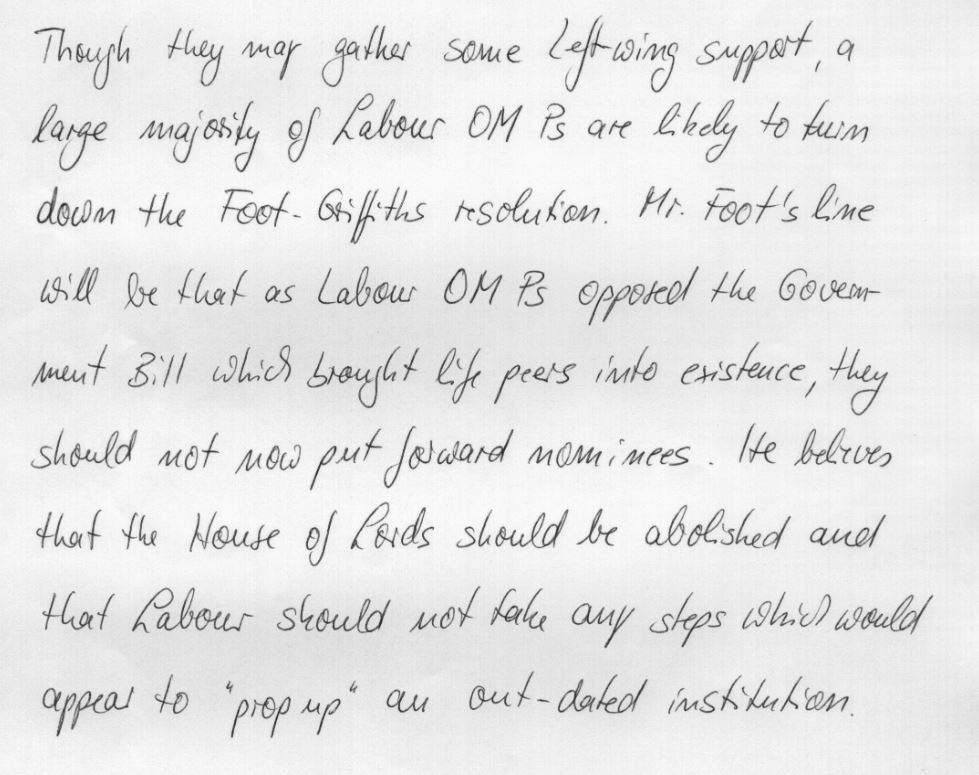 Though they may gather some Left-wing support, a
large majority of Labour OM Ps are likely to turn
down the Foot-Griffiths resolution. Mr. Foot's line
will be that as Labour OM Ps opposed the Govern-
ment Bill which brought life peers into existence, they
should not now put forward nominees. He believes
that the House of Lords should be abolished and
that Labour should not take any steps which would
appear to "prop up" an out-dated institution.